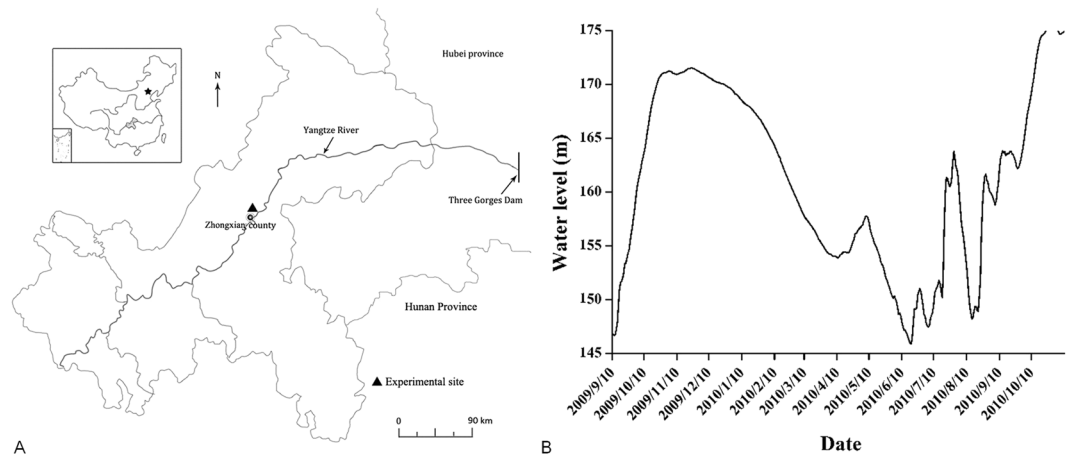 Hubei province
N
Yangtze River
Three Gorges Dam
Zhongxian county
Hunan Province
Experimental site
0 90 km
A
175
170
165
160
155
150
145
Water level (m)
2009/9/10
2009/10/10
2009/11/10
2009/12/10
2010/1/10
2010/2/10
2010/3/10
2010/4/10
2010/5/10
2010/6/10
2010/7/10
2010/8/10
2010/9/10
2010/10/10
Date
B